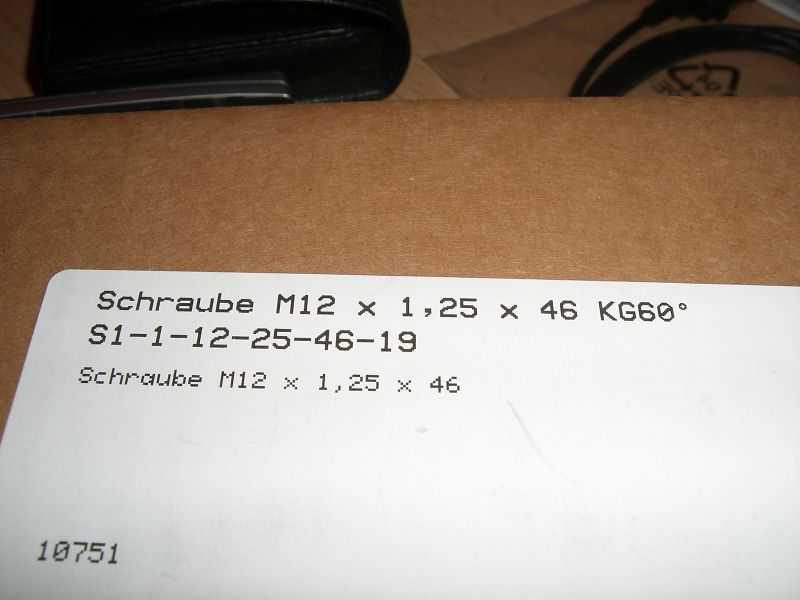 Schraube M12 x 1,25 x 46 KG60°
S1-1-12-25-46-19
Schraube M12 x 1,25 x 46
10751